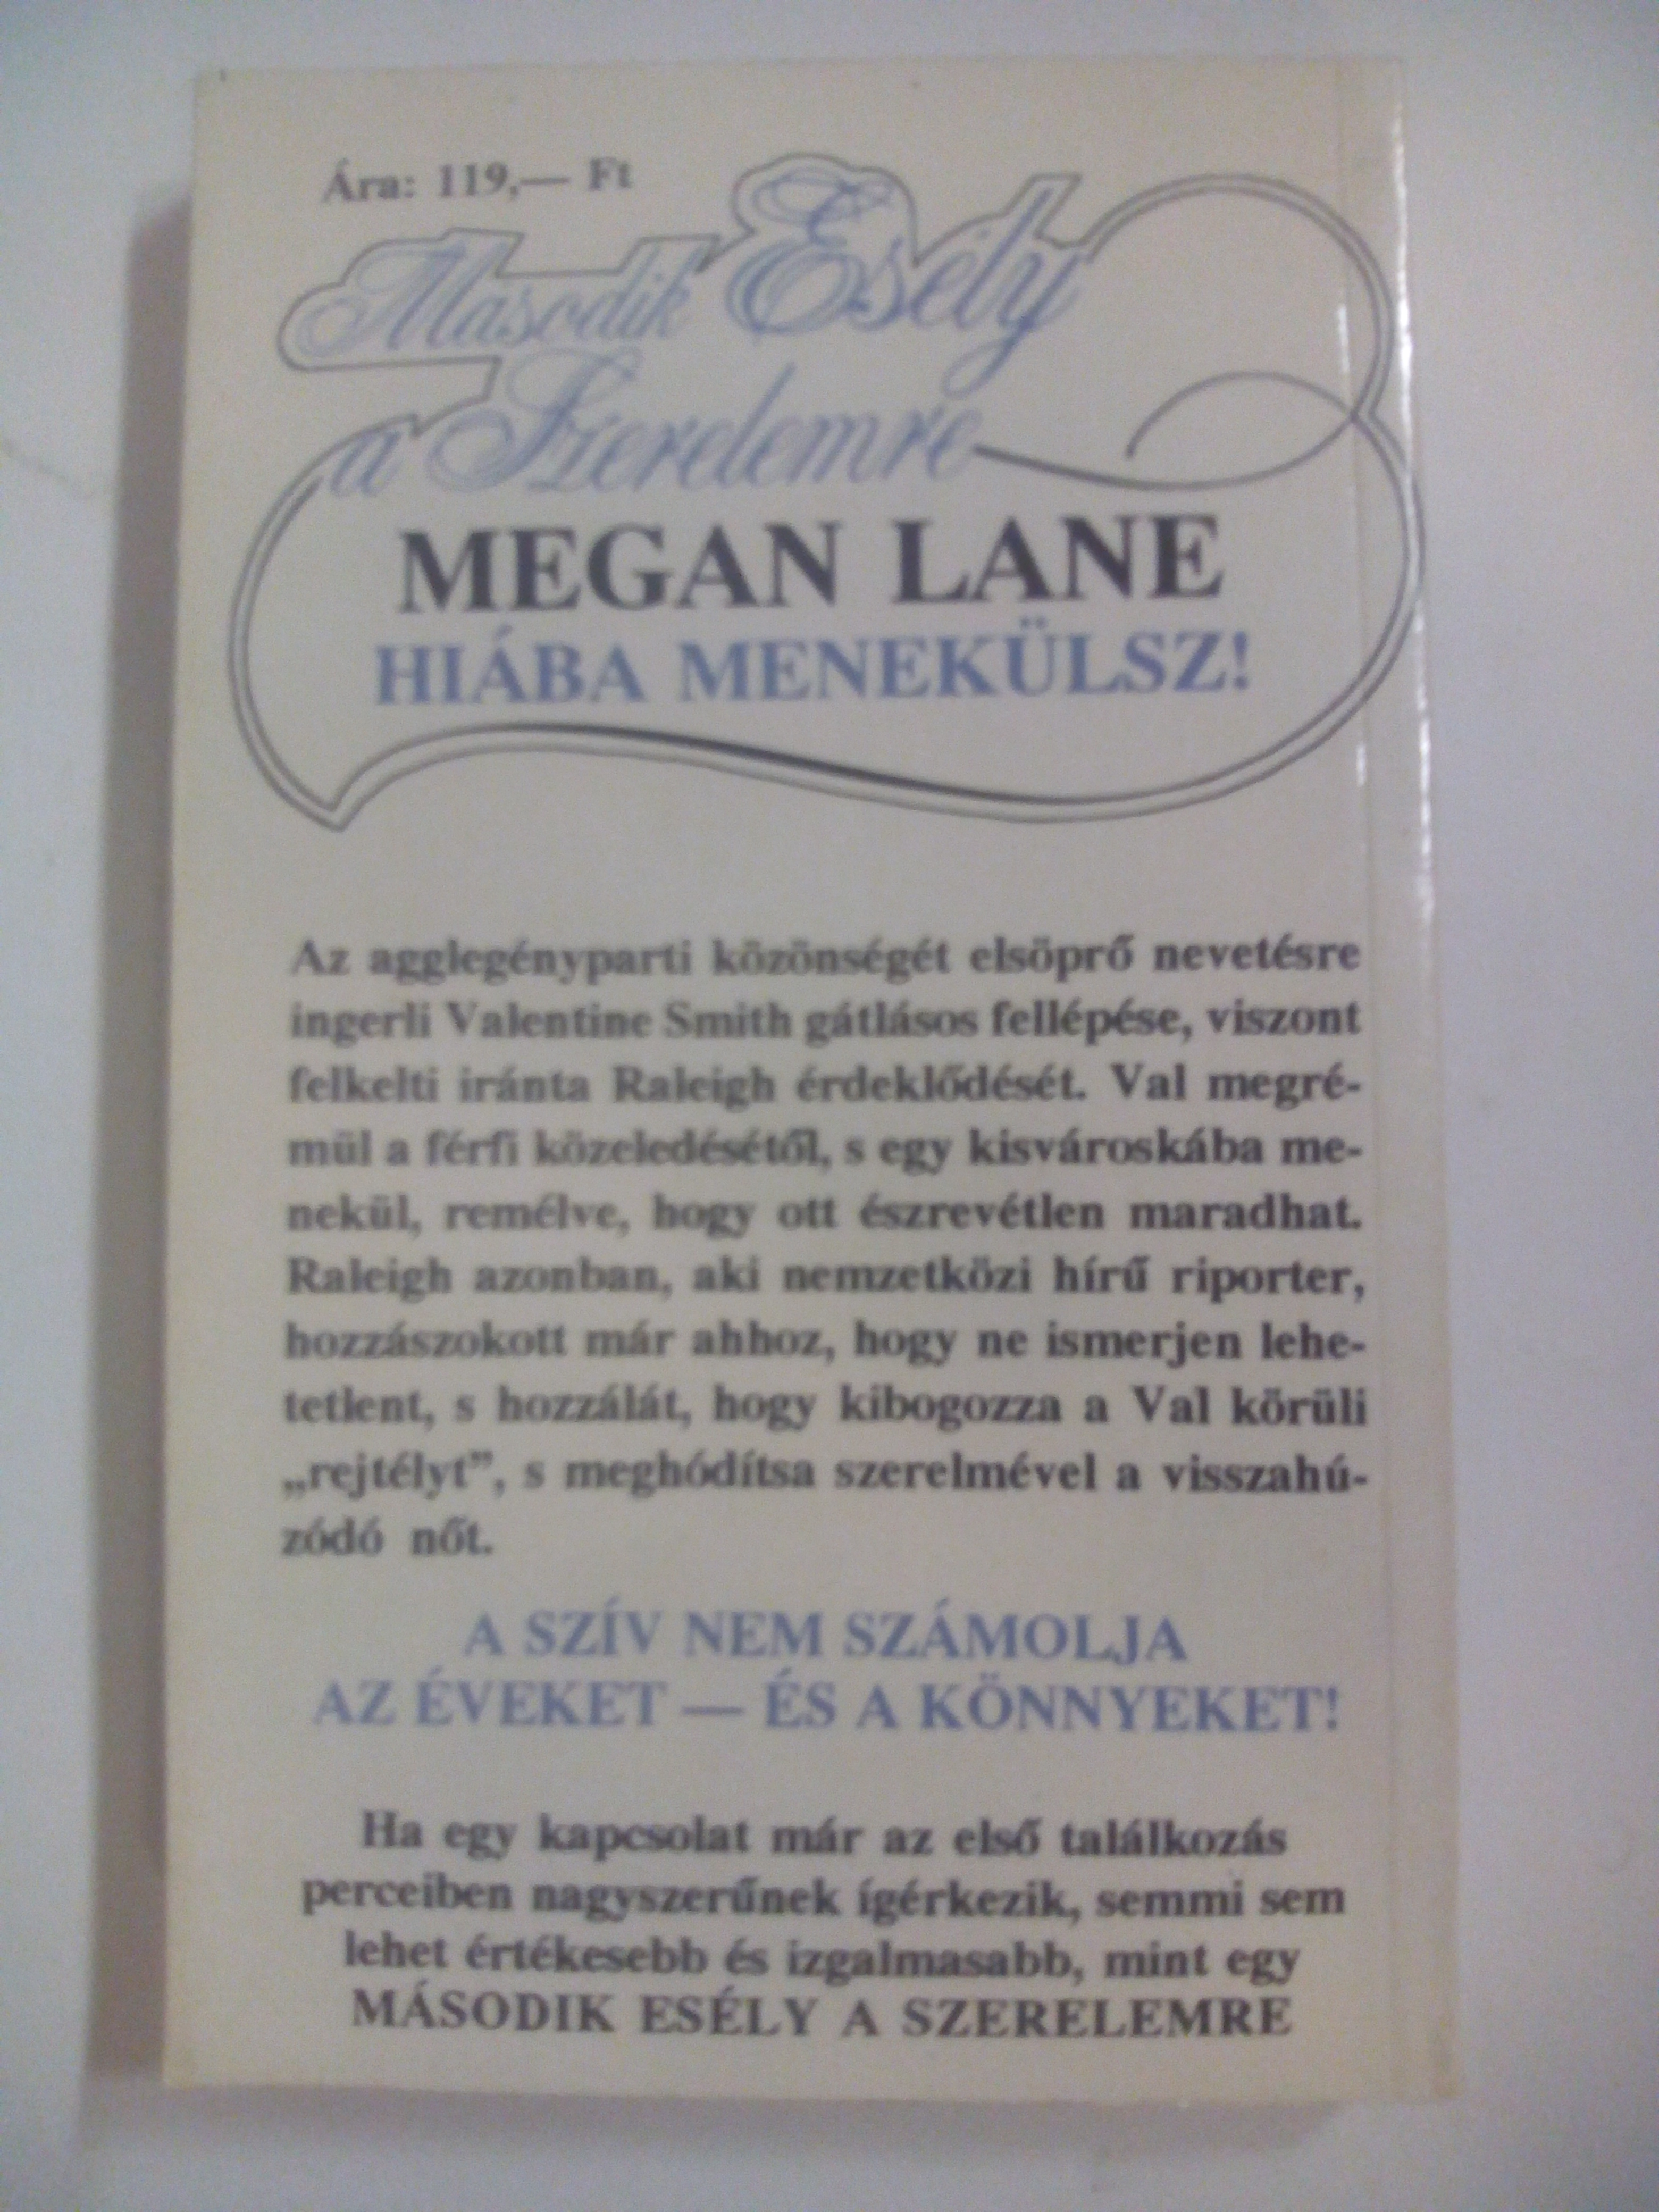 Ára: 119,— Ft
Második Esély
a Szerelemre
MEGAN LANE
HIÁBA MENEKÜLSZ!
Az agglegényparti közönségét elsöprő nevetésre
ingerli Valentine Smith gátlásos fellépése, viszont
felkelti iránta Raleigh érdeklődését. Val megré-
mül a férfi közeledésétől, s egy kisvároskába me-
nekül, remélve, hogy ott észrevétlen maradhat.
Raleigh azonban, aki nemzetközi hírű riporter,
hozzászokott már ahhoz, hogy ne ismerjen lehe-
tetlent, s hozzálát, hogy kibogozza a Val körüli
„rejtélyt”, s meghódítsa szerelmével a visszahú-
zódó nőt.
A SZÍV NEM SZÁMOLJA
AZ ÉVEKET — ÉS A KÖNNYEKET!
Ha egy kapcsolat már az első találkozás
perceiben nagyszerűnek ígérkezik, semmi sem
lehet értékesebb és izgalmasabb, mint egy
MÁSODIK ESÉLY A SZERELEMRE